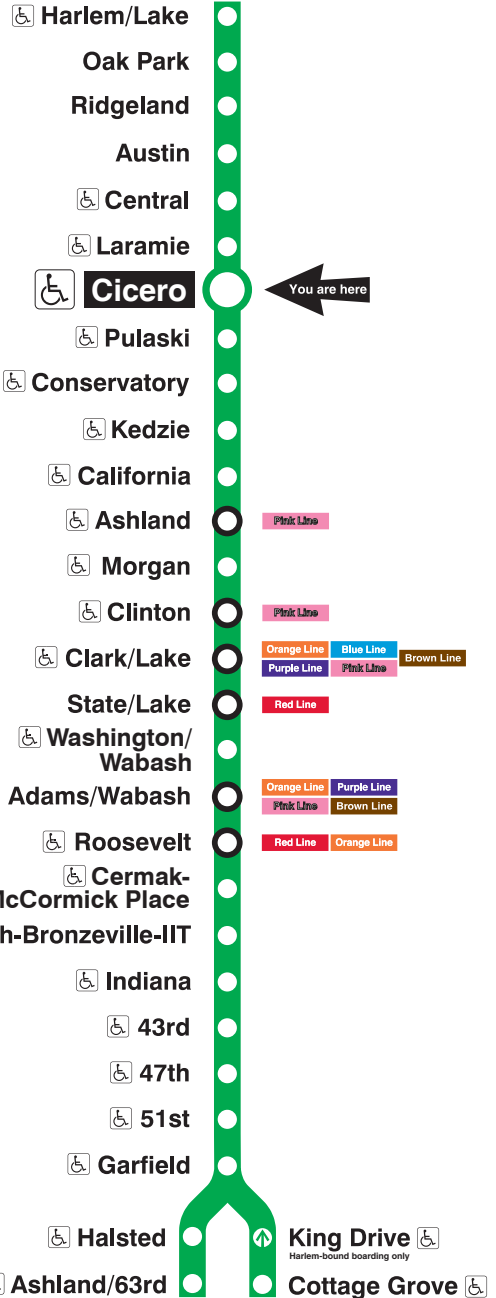 Harlem/Lake
Oak Park
Ridgeland
Austin
Central
Laramie
Cicero
You are here
Pulaski
Conservatory
Kedzie
California
Ashland
Pink Line
Morgan
Clinton
Pink Line
Clark/Lake
Orange Line Blue Line
Brown Line
Purple Line Pink Line
State/Lake
Red Line
Washington/
Wabash
Adams/Wabash
Orange Line Purple Line
Pink Line Brown Line
Roosevelt
Red Line Orange Line
Cermak-
McCormick Place
h-Bronzeville-IIT
Indiana
43rd
47th
51st
Garfield
Halsted
King Drive
Harlem-bound boarding only
Ashland/63rd
Cottage Grove